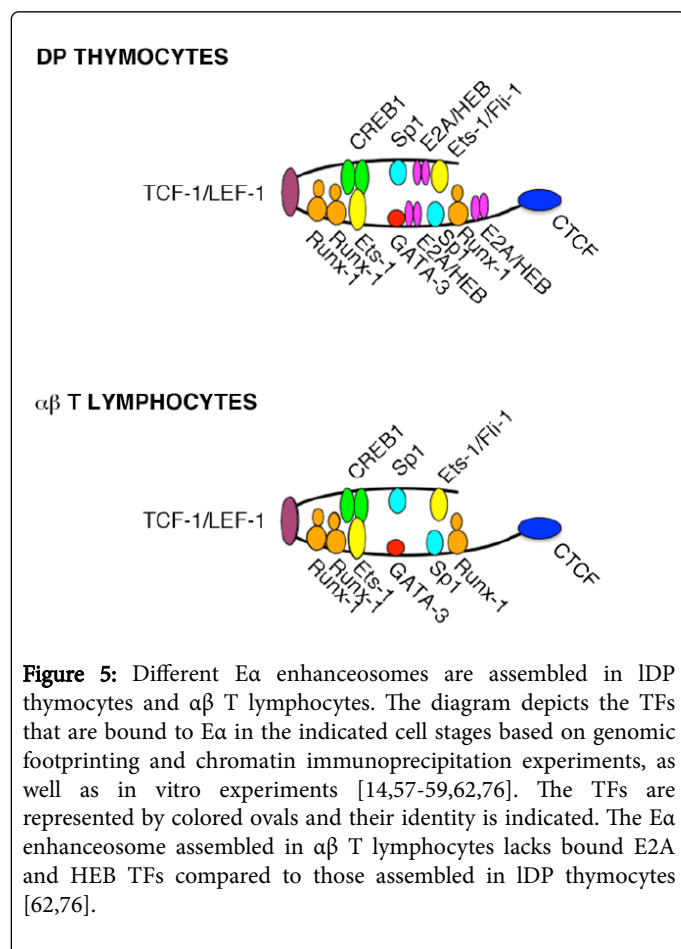 DP THYMOCYTES
CREB1
Sp1
E2A/HEB
Ets-1/Fli-1
TCF-1/LEF-1
Runx-1
Runx-1
Ets-1
GATA-3
E2A/HEB
Sp1
Runx-1
E2A/HEB
CTCF
αβ T LYMPHOCYTES
CREB1
Sp1
Ets-1/Fli-1
TCF-1/LEF-1
Runx-1
Runx-1
Ets-1
GATA-3
Sp1
Runx-1
CTCF
Figure 5: Different Eα enhanceosomes are assembled in lDP
thymocytes and αβ T lymphocytes. The diagram depicts the TFs
that are bound to Eα in the indicated cell stages based on genomic
footprinting and chromatin immunoprecipitation experiments, as
well as in vitro experiments [14,57-59,62,76]. The TFs are
represented by colored ovals and their identity is indicated. The Eα
enhanceosome assembled in αβ T lymphocytes lacks bound E2A
and HEB TFs compared to those assembled in lDP thymocytes
[62,76].